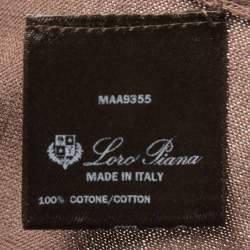 MAA9355
Loro Piana
MADE IN ITALY
100% COTONE/COTTON